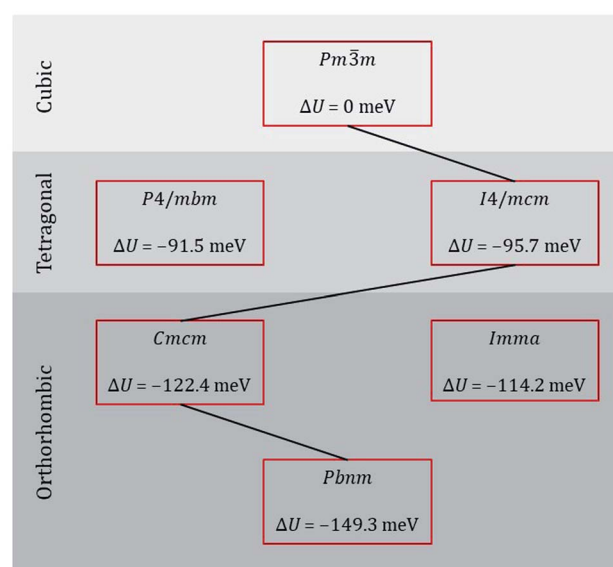 Cubic
Pm3̄m
ΔU = 0 meV
Tetragonal
P4/mbm
ΔU = −91.5 meV
I4/mcm
ΔU = −95.7 meV
Orthorhombic
Cmcm
ΔU = −122.4 meV
Imma
ΔU = −114.2 meV
Pbnm
ΔU = −149.3 meV